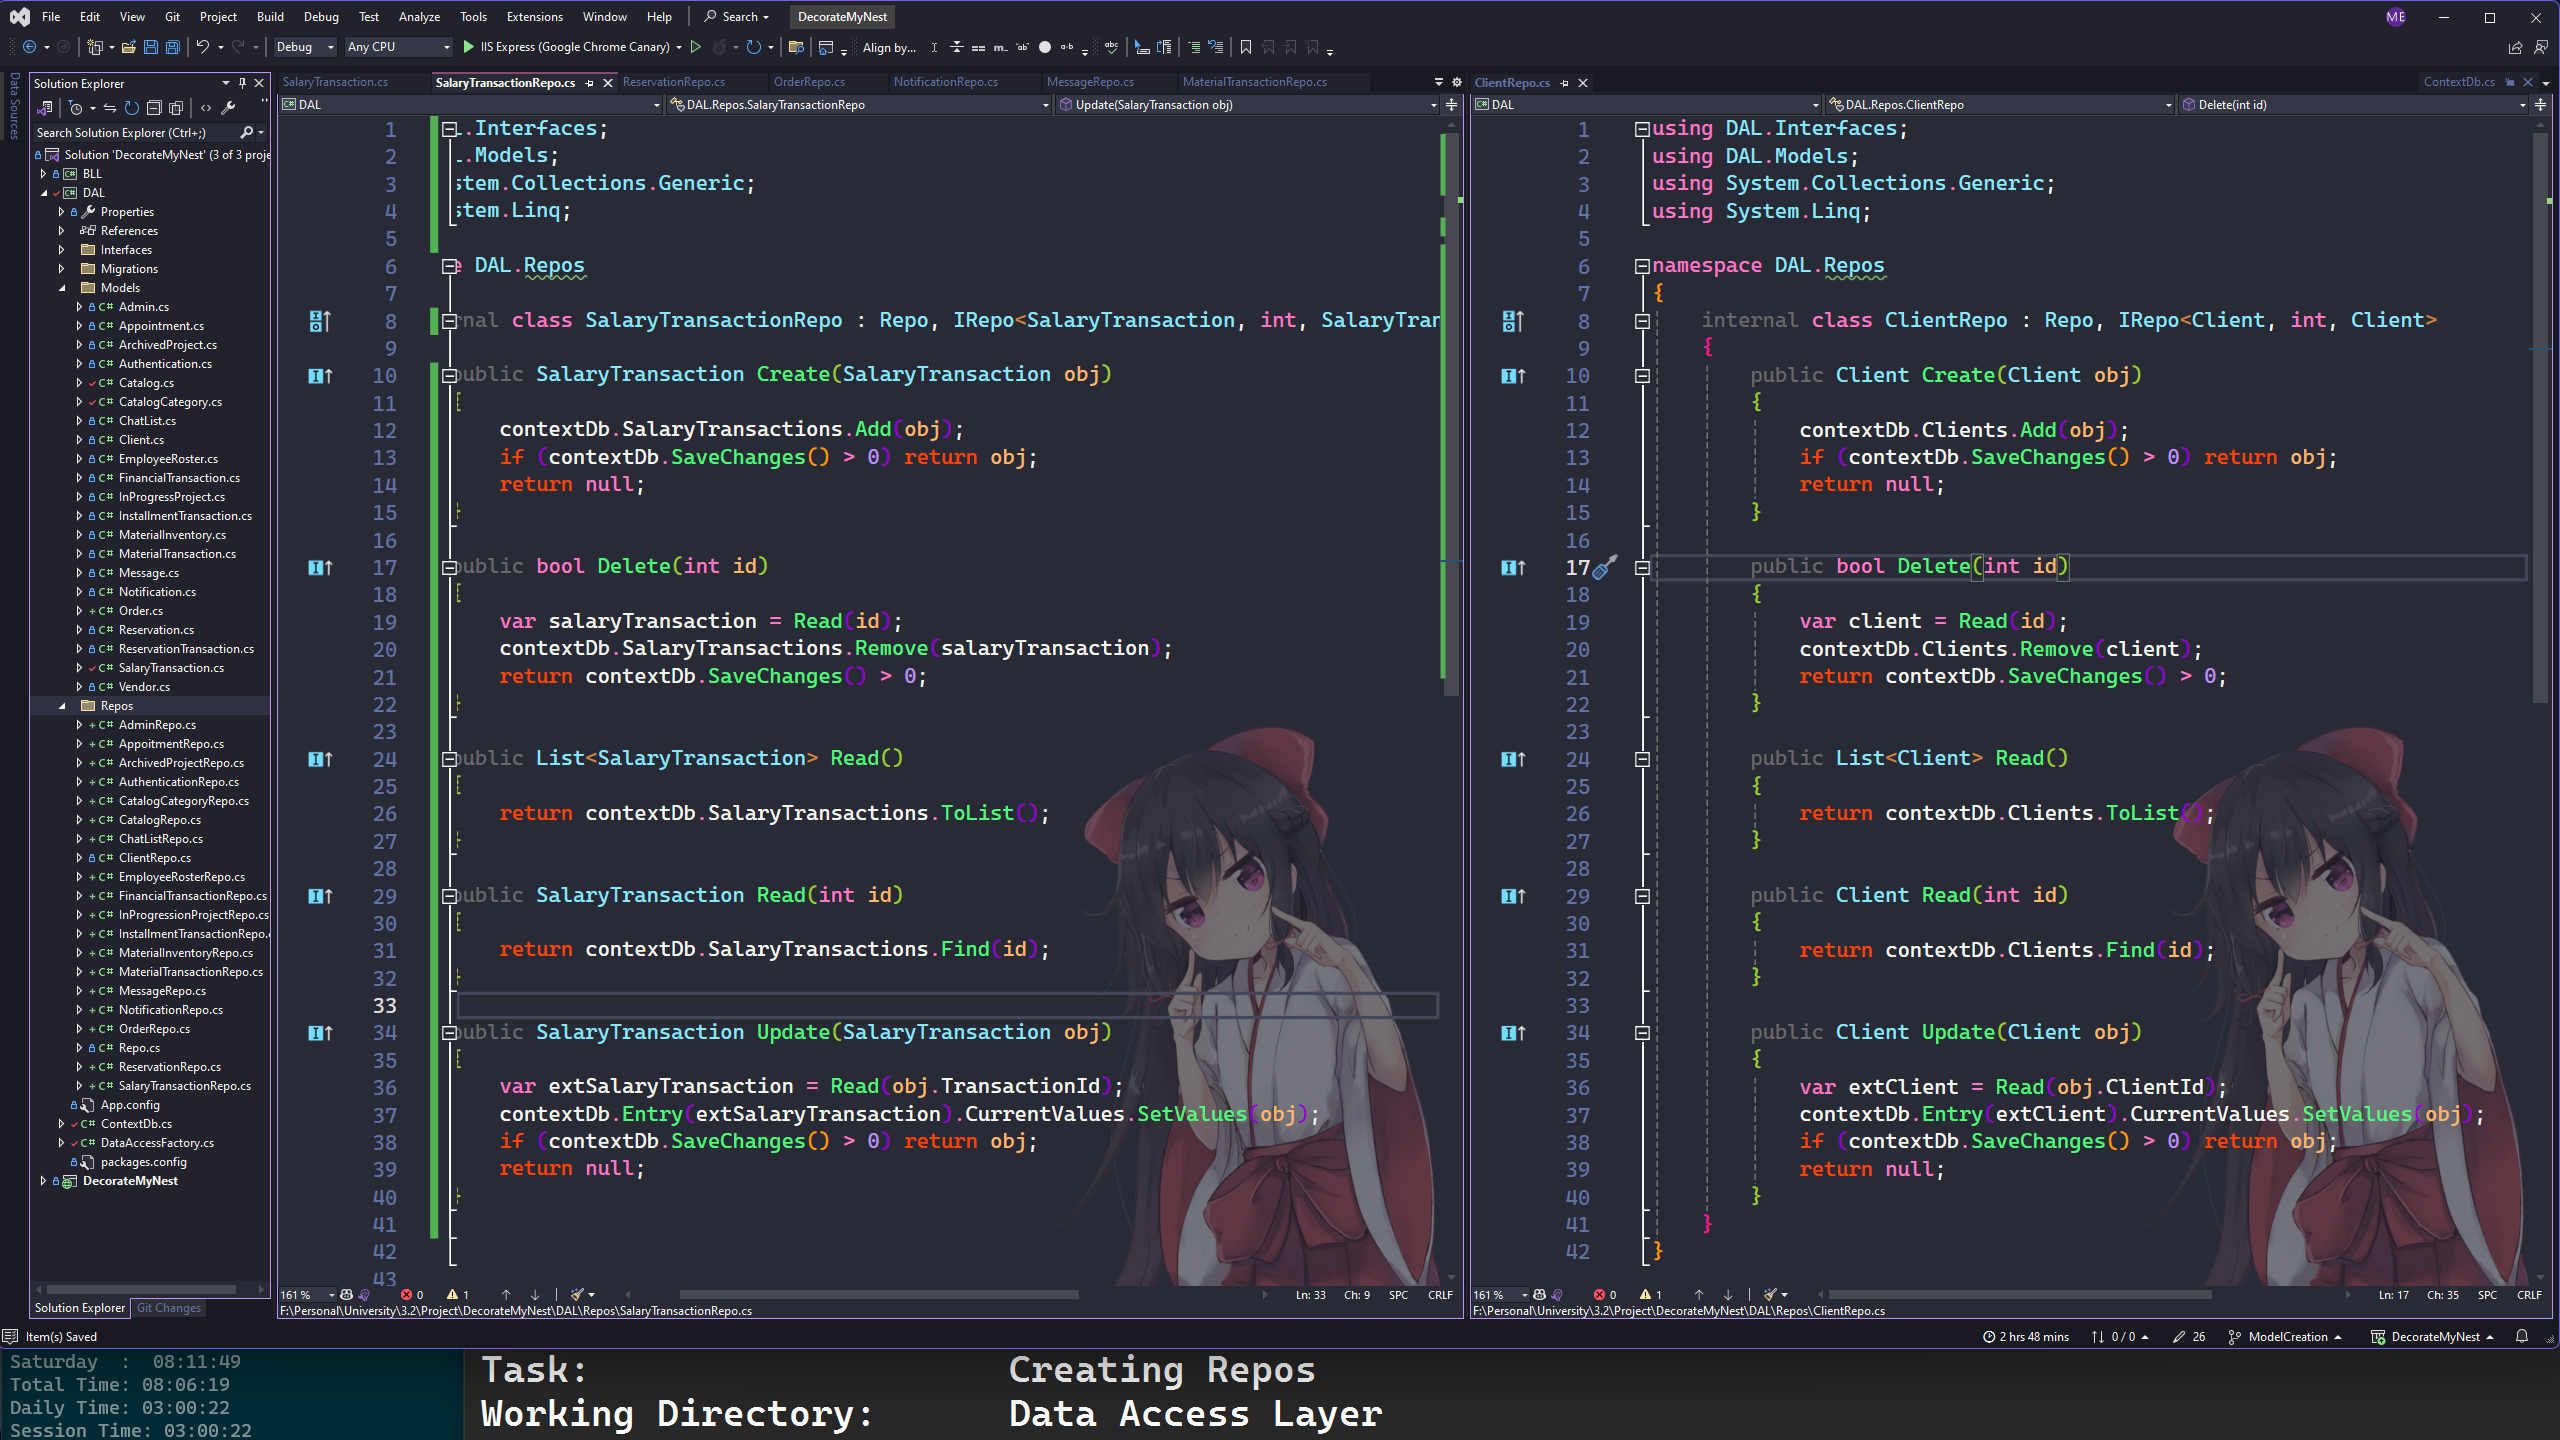 File Edit View Git Project Build Debug Test Analyze Tools Extensions Window Help Search DecorateMyNest ME
Debug Any CPU IIS Express (Google Chrome Canary) Align by...
Data Sources
Solution Explorer
Search Solution Explorer (Ctrl+;)
Solution 'DecorateMyNest' (3 of 3 proje
BLL
DAL
Properties
References
Interfaces
Migrations
Models
C# Admin.cs
C# Appointment.cs
C# ArchivedProject.cs
C# Authentication.cs
C# Catalog.cs
C# CatalogCategory.cs
C# ChatList.cs
C# Client.cs
C# EmployeeRoster.cs
C# FinancialTransaction.cs
C# InProgressProject.cs
C# InstallmentTransaction.cs
C# MaterialInventory.cs
C# MaterialTransaction.cs
C# Message.cs
C# Notification.cs
C# Order.cs
C# Reservation.cs
C# ReservationTransaction.cs
C# SalaryTransaction.cs
C# Vendor.cs
Repos
C# AdminRepo.cs
C# AppoitmentRepo.cs
C# ArchivedProjectRepo.cs
C# AuthenticationRepo.cs
C# CatalogCategoryRepo.cs
C# CatalogRepo.cs
C# ChatListRepo.cs
C# ClientRepo.cs
C# EmployeeRosterRepo.cs
C# FinancialTransactionRepo.cs
C# InProgressionProjectRepo.cs
C# InstallmentTransactionRepo.
C# MaterialInventoryRepo.cs
C# MaterialTransactionRepo.cs
C# MessageRepo.cs
C# NotificationRepo.cs
C# OrderRepo.cs
C# Repo.cs
C# ReservationRepo.cs
C# SalaryTransactionRepo.cs
App.config
C# ContextDb.cs
C# DataAccessFactory.cs
packages.config
DecorateMyNest
Solution Explorer Git Changes
SalaryTransaction.cs SalaryTransactionRepo.cs ReservationRepo.cs OrderRepo.cs NotificationRepo.cs MessageRepo.cs MaterialTransactionRepo.cs
DAL DAL.Repos.SalaryTransactionRepo Update(SalaryTransaction obj)
1 .Interfaces;
2 .Models;
3 stem.Collections.Generic;
4 stem.Linq;
5
6 e DAL.Repos
7
8 rnal class SalaryTransactionRepo : Repo, IRepo<SalaryTransaction, int, SalaryTran
9
10 public SalaryTransaction Create(SalaryTransaction obj)
11 {
12 contextDb.SalaryTransactions.Add(obj);
13 if (contextDb.SaveChanges() > 0) return obj;
14 return null;
15 }
16
17 public bool Delete(int id)
18 {
19 var salaryTransaction = Read(id);
20 contextDb.SalaryTransactions.Remove(salaryTransaction);
21 return contextDb.SaveChanges() > 0;
22 }
23
24 public List<SalaryTransaction> Read()
25 {
26 return contextDb.SalaryTransactions.ToList();
27 }
28
29 public SalaryTransaction Read(int id)
30 {
31 return contextDb.SalaryTransactions.Find(id);
32 }
33
34 public SalaryTransaction Update(SalaryTransaction obj)
35 {
36 var extSalaryTransaction = Read(obj.TransactionId);
37 contextDb.Entry(extSalaryTransaction).CurrentValues.SetValues(obj);
38 if (contextDb.SaveChanges() > 0) return obj;
39 return null;
40 }
41
42
43
161 % 0 1 Ln: 33 Ch: 9 SPC CRLF
F:\Personal\University\3.2\Project\DecorateMyNest\DAL\Repos\SalaryTransactionRepo.cs
ClientRepo.cs ContextDb.cs
DAL DAL.Repos.ClientRepo Delete(int id)
1 using DAL.Interfaces;
2 using DAL.Models;
3 using System.Collections.Generic;
4 using System.Linq;
5
6 namespace DAL.Repos
7 {
8 internal class ClientRepo : Repo, IRepo<Client, int, Client>
9 {
10 public Client Create(Client obj)
11 {
12 contextDb.Clients.Add(obj);
13 if (contextDb.SaveChanges() > 0) return obj;
14 return null;
15 }
16
17 public bool Delete(int id)
18 {
19 var client = Read(id);
20 contextDb.Clients.Remove(client);
21 return contextDb.SaveChanges() > 0;
22 }
23
24 public List<Client> Read()
25 {
26 return contextDb.Clients.ToList();
27 }
28
29 public Client Read(int id)
30 {
31 return contextDb.Clients.Find(id);
32 }
33
34 public Client Update(Client obj)
35 {
36 var extClient = Read(obj.ClientId);
37 contextDb.Entry(extClient).CurrentValues.SetValues(obj);
38 if (contextDb.SaveChanges() > 0) return obj;
39 return null;
40 }
41 }
42 }
161 % 0 1 Ln: 17 Ch: 35 SPC CRLF
F:\Personal\University\3.2\Project\DecorateMyNest\DAL\Repos\ClientRepo.cs
Item(s) Saved 2 hrs 48 mins 0 / 0 26 ModelCreation DecorateMyNest
Saturday : 08:11:49
Total Time: 08:06:19
Daily Time: 03:00:22
Session Time: 03:00:22
Task: Creating Repos
Working Directory: Data Access Layer